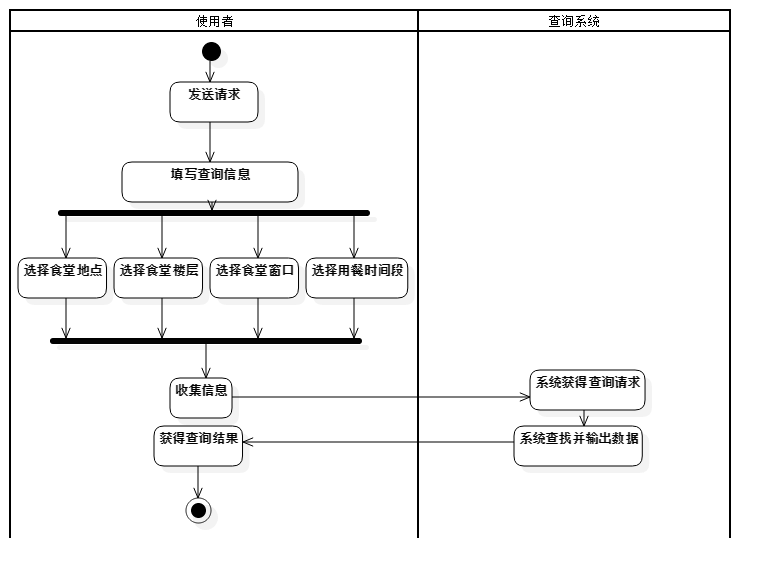 使用者
查询系统
发送请求
填写查询信息
选择食堂地点
选择食堂楼层
选择食堂窗口
选择用餐时间段
收集信息
系统获得查询请求
获得查询结果
系统查找并输出数据